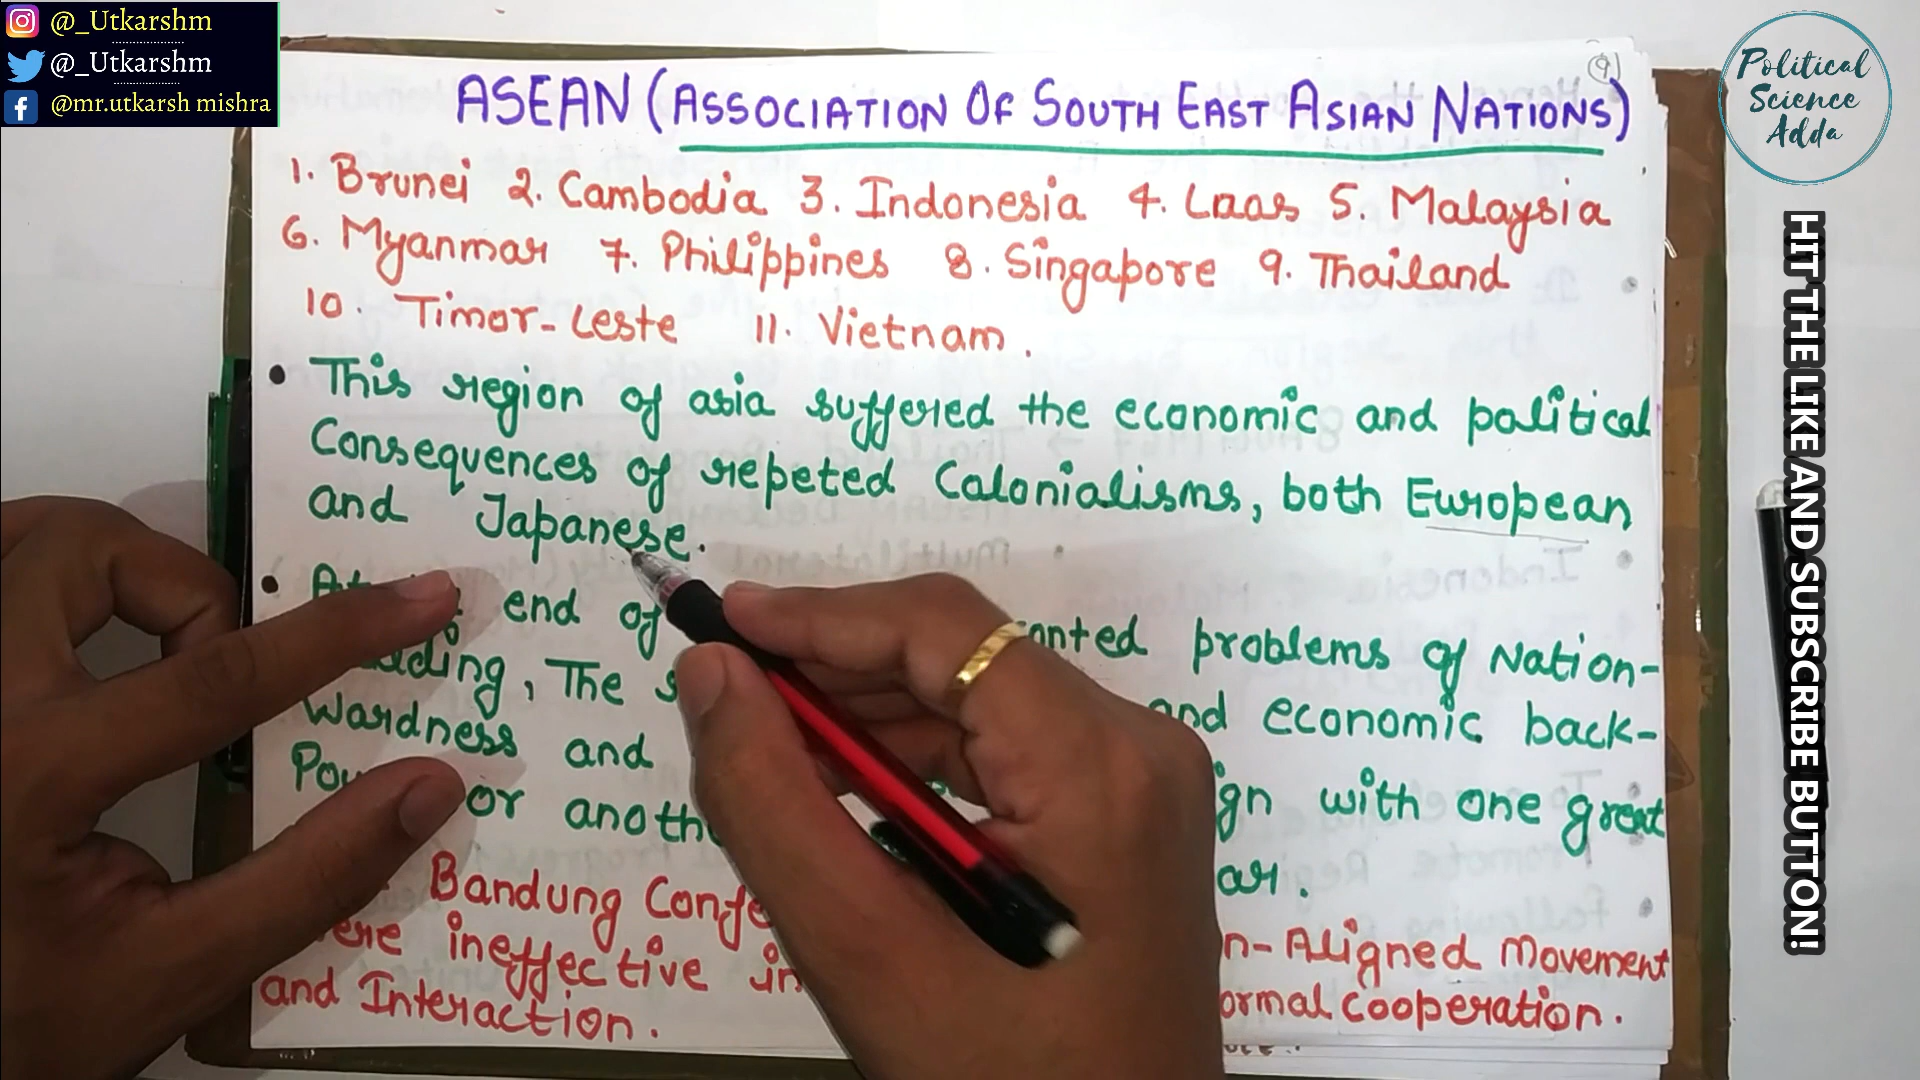 @_Utkarshm
@_Utkarshm
@mr.utkarsh mishra
Political
Science
Adda
HIT THE LIKE AND SUBSCRIBE BUTTON!
9
ASEAN (ASSOCIATION OF SOUTH EAST ASIAN NATIONS)
1. Brunei 2. Cambodia 3. Indonesia 4. Laos 5. Malaysia
6. Myanmar 7. Philippines 8. Singapore 9. Thailand
10. Timor-Leste 11. Vietnam.
• This region of asia suffered the economic and political
Consequences of repeted Colonialisms, both European
and Japanese.
• end of problems of Nation-
The and economic back-
wardness and
or with one great
Bandung n-Aligned Movement
ineffective in ormal cooperation.
and Interaction.